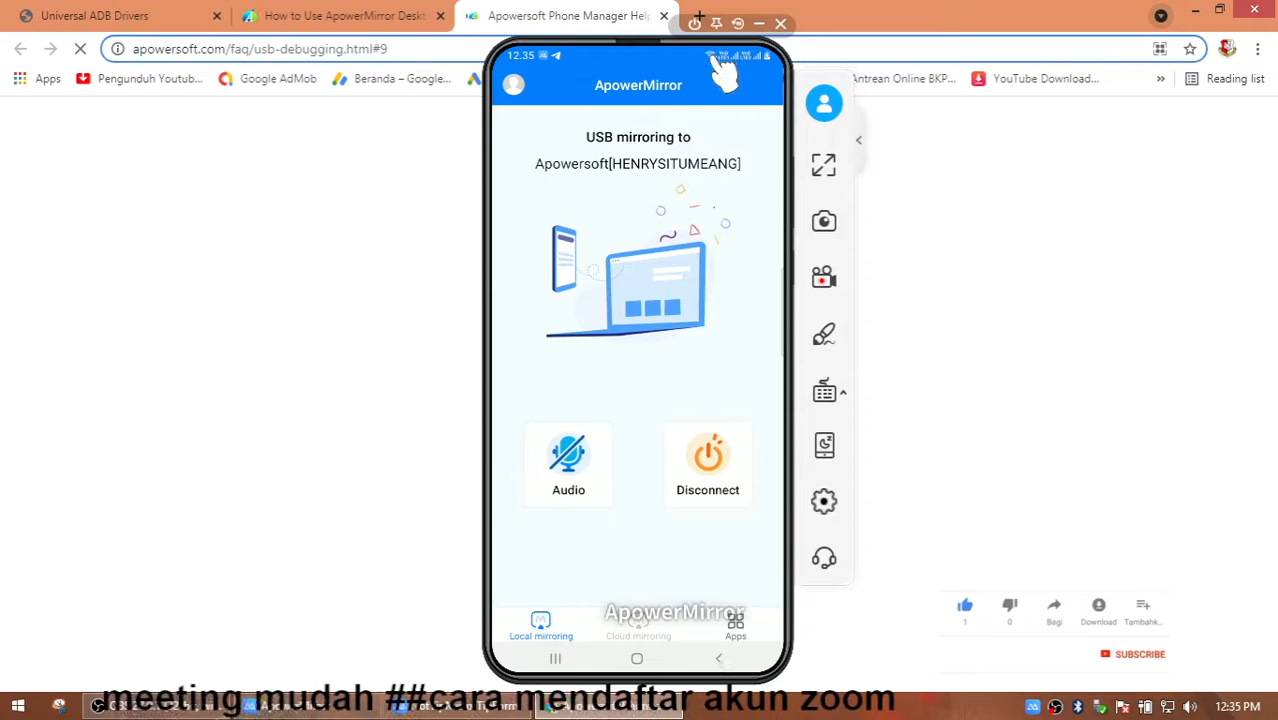 Universal ADB Drivers
How to Use ApowerMirror Deskt
Apowersoft Phone Manager Help
apowersoft.com/faq/usb-debugging.html#9
Apps
Pengunduh Youtub...
Google AdMob
Beranda – Google...
Antrean Online BKP...
YouTube Download...
»
Reading list
12.35
ApowerMirror
USB mirroring to
Apowersoft[HENRYSITUMEANG]
Audio
Disconnect
ApowerMirror
Local mirroring
Cloud mirroring
Apps
1
0
Bagi
Download
Tambahk...
SUBSCRIBE
meeting mudah ##cara mendaftar akun zoom
12:35 PM